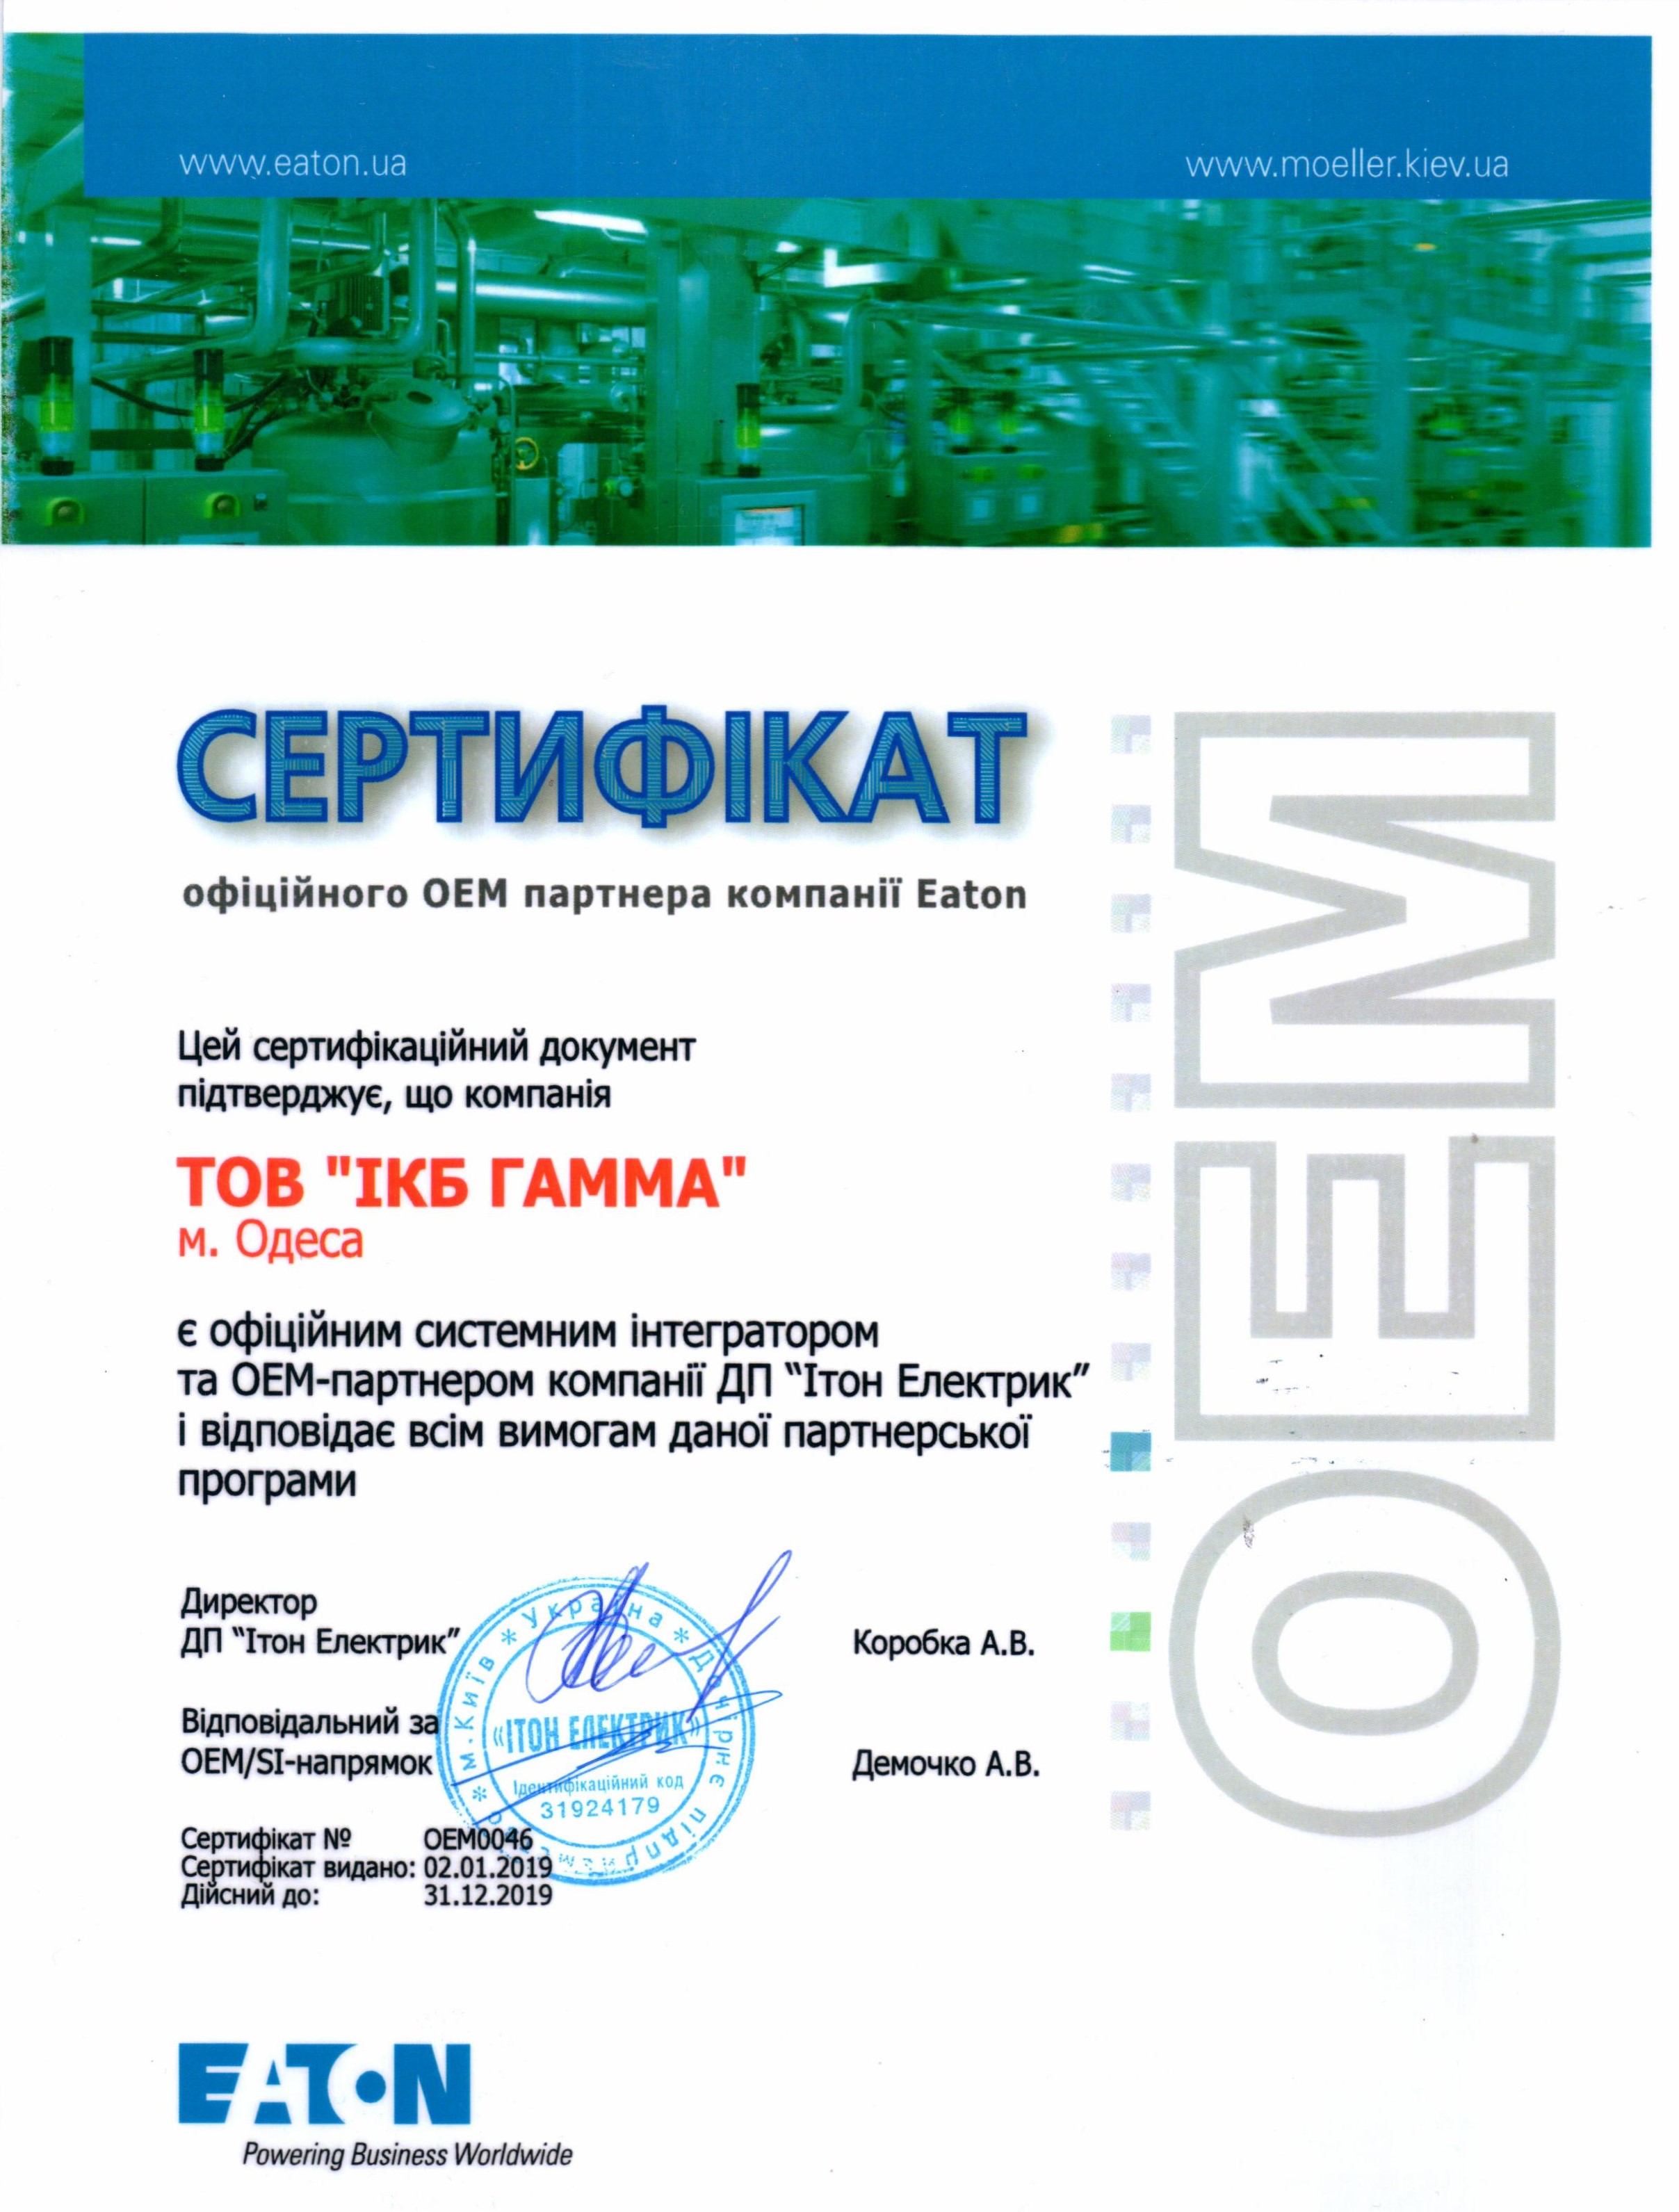 www.eaton.ua
www.moeller.kiev.ua
СЕРТИФІКАТ
офіційного OEM партнера компанії Eaton
OEM
Цей сертифікаційний документ
підтверджує, що компанія
ТОВ "ІКБ ГАММА"
м. Одеса
є офіційним системним інтегратором
та OEM-партнером компанії ДП “Ітон Електрик”
і відповідає всім вимогам даної партнерської
програми
Директор
ДП “Ітон Електрик”
Коробка А.В.
Відповідальний за
OEM/SI-напрямок
Демочко А.В.
* м.Київ * Україна * Дочірнє підприємство
«ІТОН ЕЛЕКТРИК»
Ідентифікаційний код
31924179
Сертифікат № OEM0046
Сертифікат видано: 02.01.2019
Дійсний до: 31.12.2019
EATON
Powering Business Worldwide